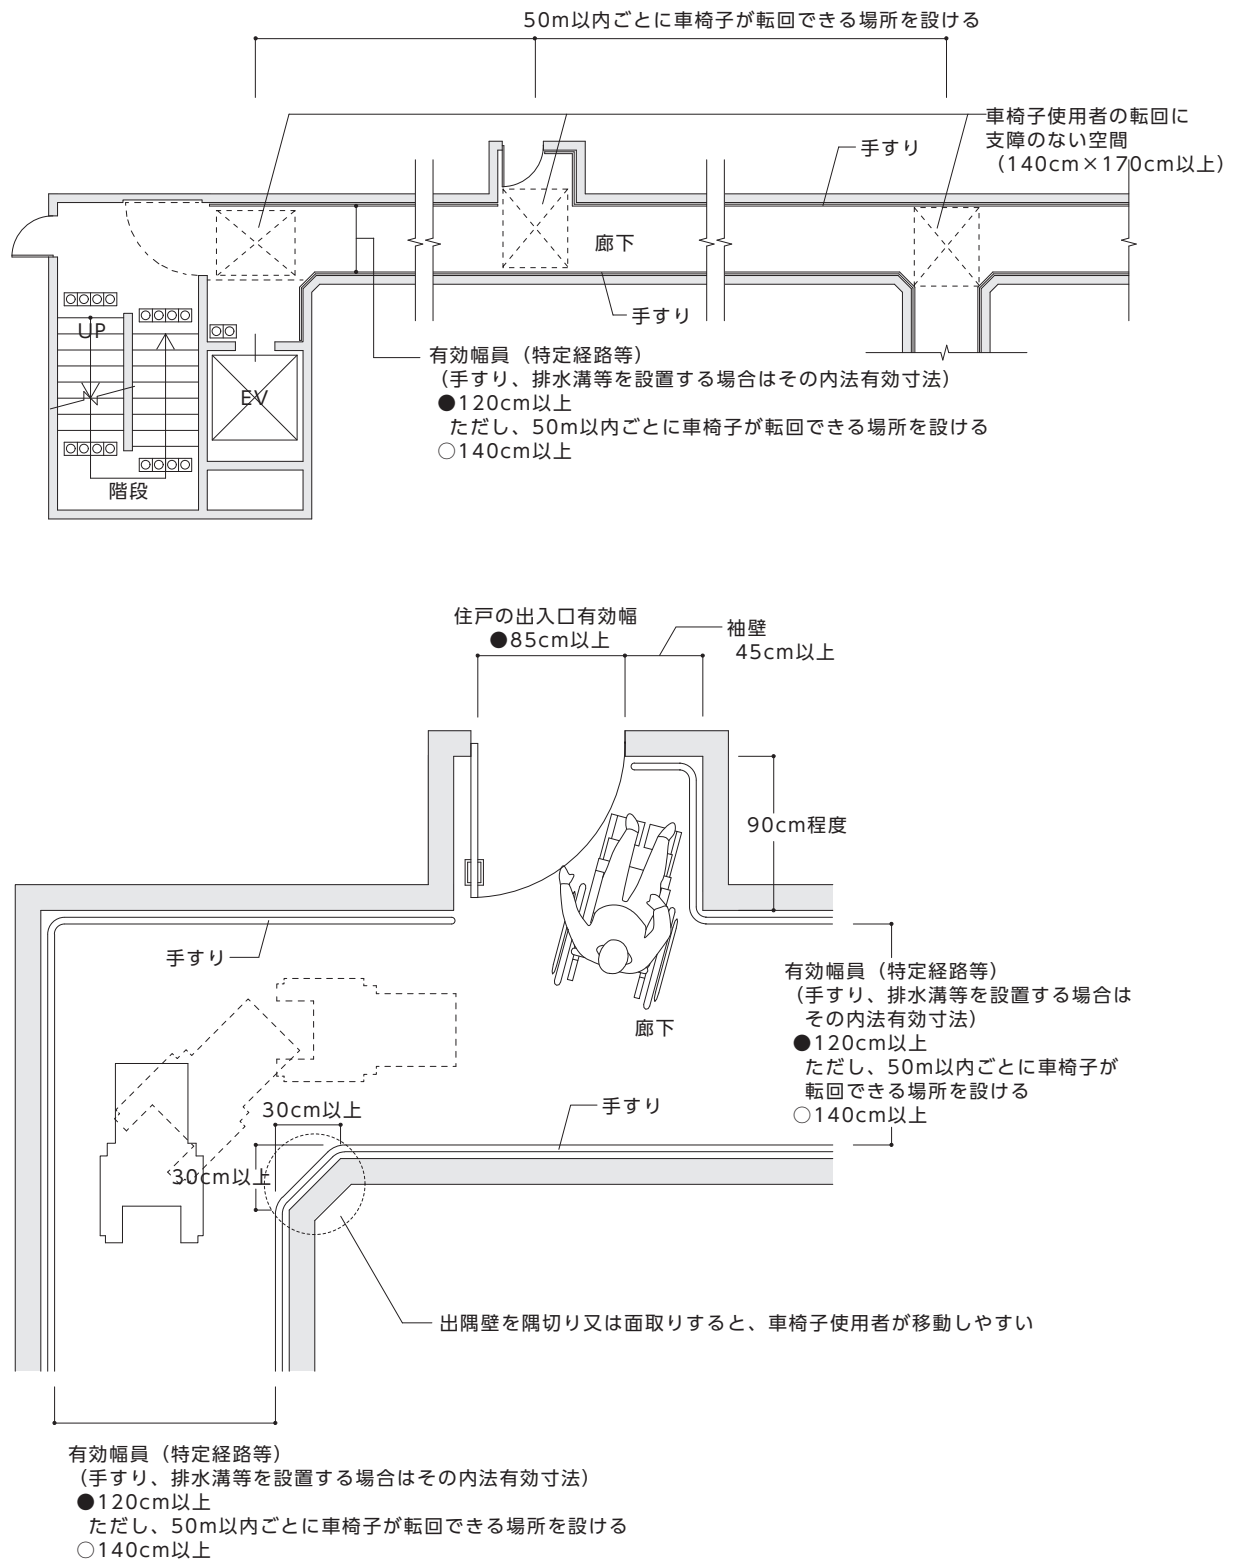 50m以内ごとに車椅子が転回できる場所を設ける
車椅子使用者の転回に
支障のない空間
（140cm×170cm以上）
手すり
廊下
手すり
UP
EV
階段
有効幅員（特定経路等）
（手すり、排水溝等を設置する場合はその内法有効寸法）
●120cm以上
ただし、50m以内ごとに車椅子が転回できる場所を設ける
○140cm以上
住戸の出入口有効幅
●85cm以上
袖壁
45cm以上
90cm程度
手すり
廊下
有効幅員（特定経路等）
（手すり、排水溝等を設置する場合は
その内法有効寸法）
●120cm以上
ただし、50m以内ごとに車椅子が
転回できる場所を設ける
○140cm以上
30cm以上
手すり
30cm以上
出隅壁を隅切り又は面取りすると、車椅子使用者が移動しやすい
有効幅員（特定経路等）
（手すり、排水溝等を設置する場合はその内法有効寸法）
●120cm以上
ただし、50m以内ごとに車椅子が転回できる場所を設ける
○140cm以上